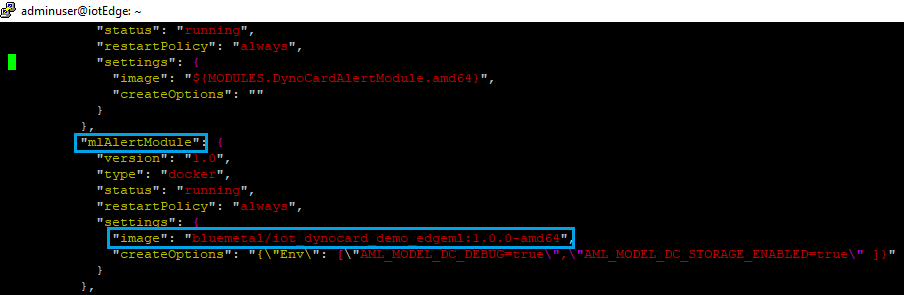 adminuser@iotEdge: ~
"status": "running",
"restartPolicy": "always",
"settings": {
"image": "${MODULES.DynoCardAlertModule.amd64}",
"createOptions": ""
}
},
"mlAlertModule": {
"version": "1.0",
"type": "docker",
"status": "running",
"restartPolicy": "always",
"settings": {
"image": "bluemetal/iot_dynocard_demo_edgeml:1.0.0-amd64",
"createOptions": "{\"Env\": [\"AML_MODEL_DC_DEBUG=true\",\"AML_MODEL_DC_STORAGE_ENABLED=true\" ]}"
}
},